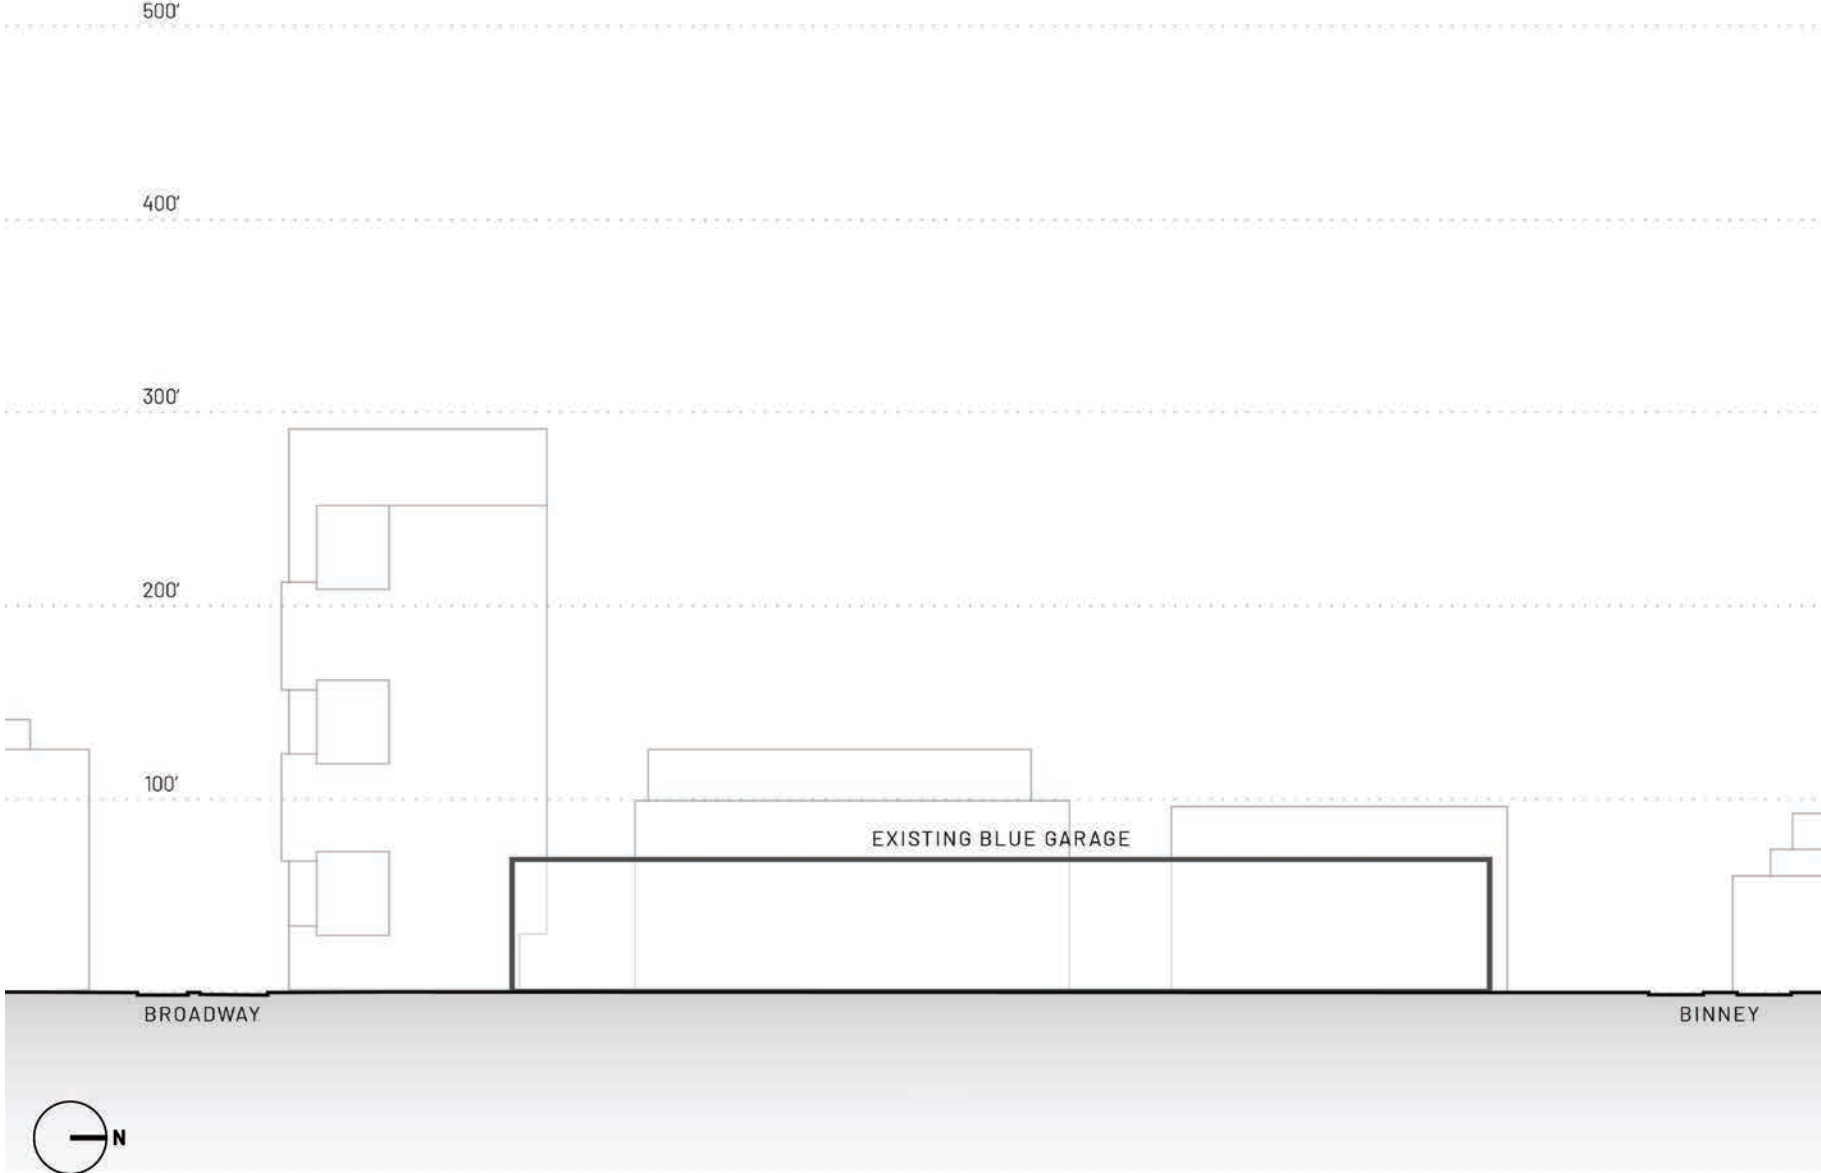 500'
400'
300'
200'
100'
EXISTING BLUE GARAGE
BROADWAY
BINNEY
N